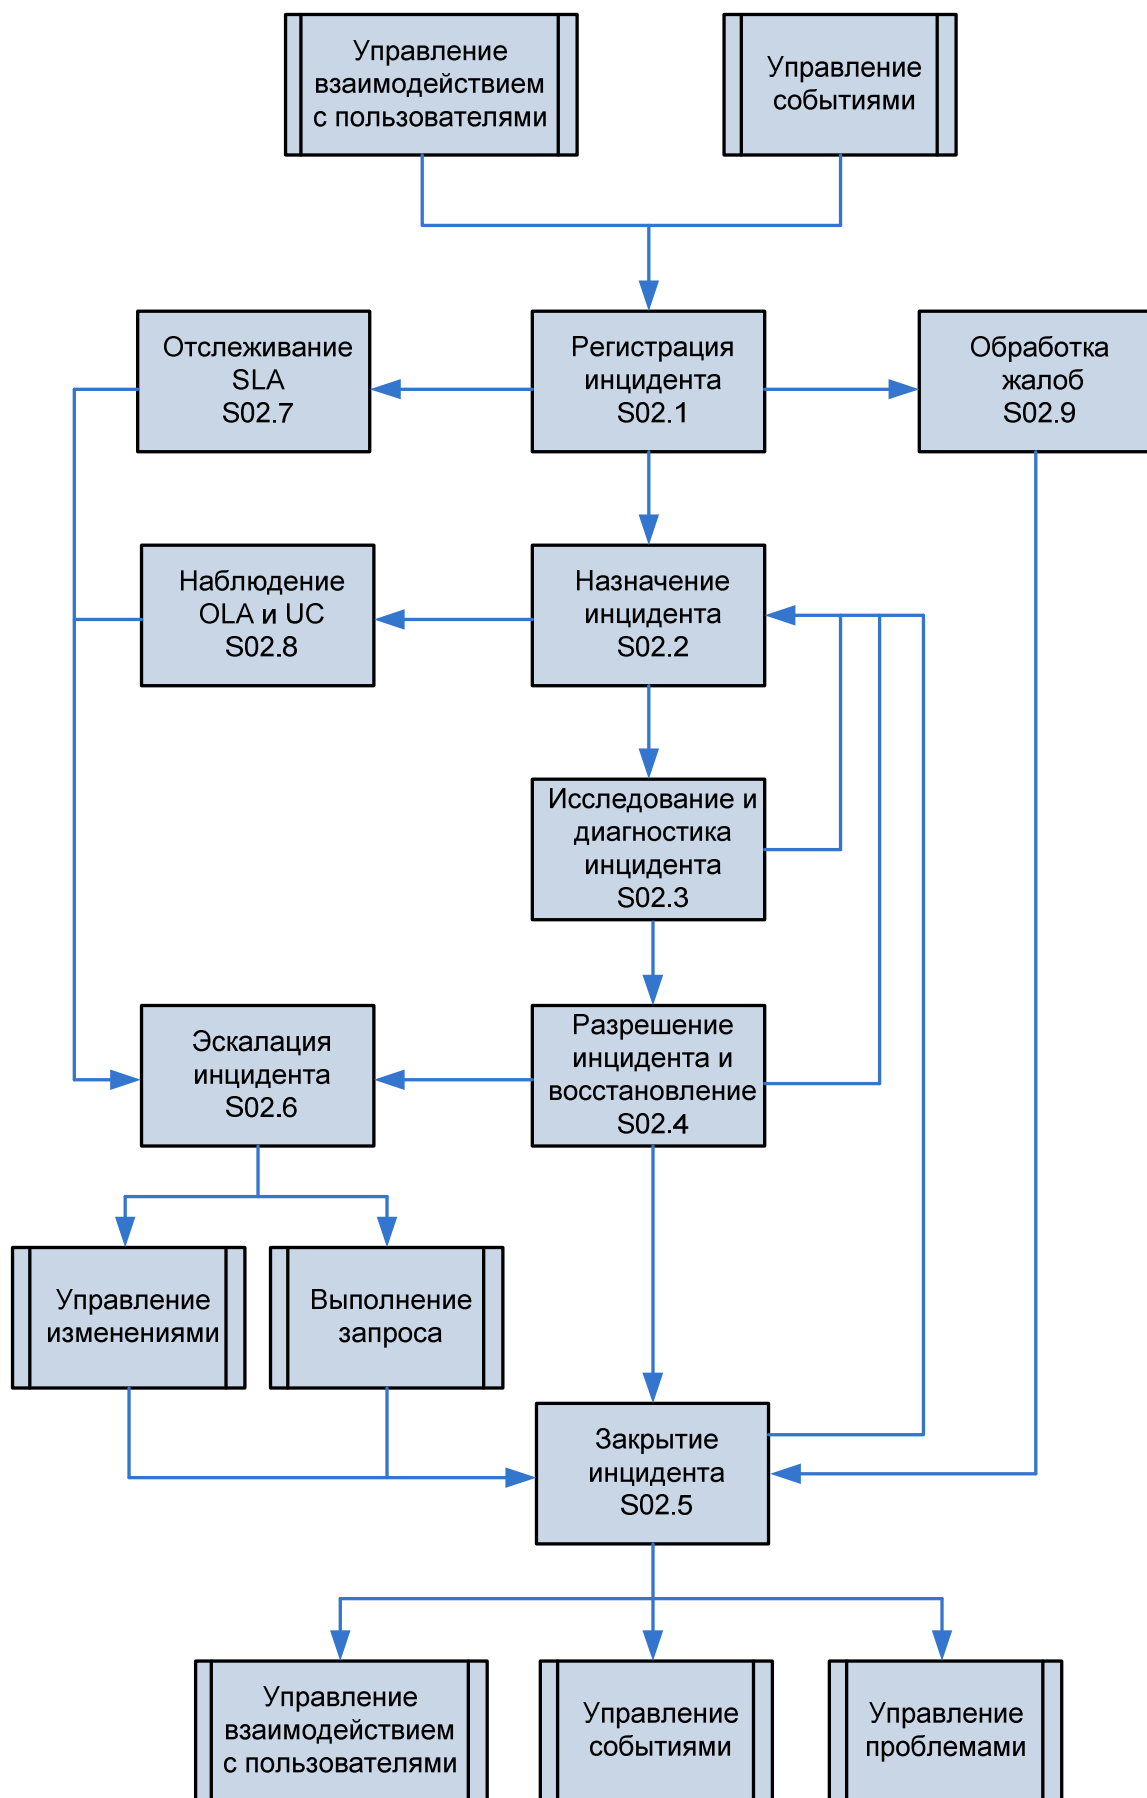 Управление
взаимодействием
с пользователями
Управление
событиями
Отслеживание
SLA
S02.7
Регистрация
инцидента
S02.1
Обработка
жалоб
S02.9
Наблюдение
OLA и UC
S02.8
Назначение
инцидента
S02.2
Исследование и
диагностика
инцидента
S02.3
Эскалация
инцидента
S02.6
Разрешение
инцидента и
восстановление
S02.4
Управление
изменениями
Выполнение
запроса
Закрытие
инцидента
S02.5
Управление
взаимодействием
с пользователями
Управление
событиями
Управление
проблемами